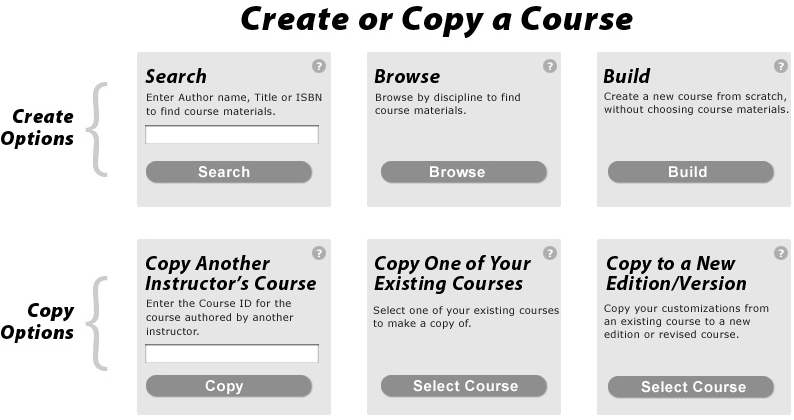 Create or Copy a Course
Create
Options
Search
?
Enter Author name, Title or ISBN
to find course materials.
Search
Browse
?
Browse by discipline to find
course materials.
Browse
Build
?
Create a new course from scratch,
without choosing course materials.
Build
Copy
Options
Copy Another
Instructor's Course
?
Enter the Course ID for the
course authored by another
instructor.
Copy
Copy One of Your
Existing Courses
?
Select one of your existing courses
to make a copy of.
Select Course
Copy to a New
Edition/Version
?
Copy your customizations from
an existing course to a new
edition or revised course.
Select Course